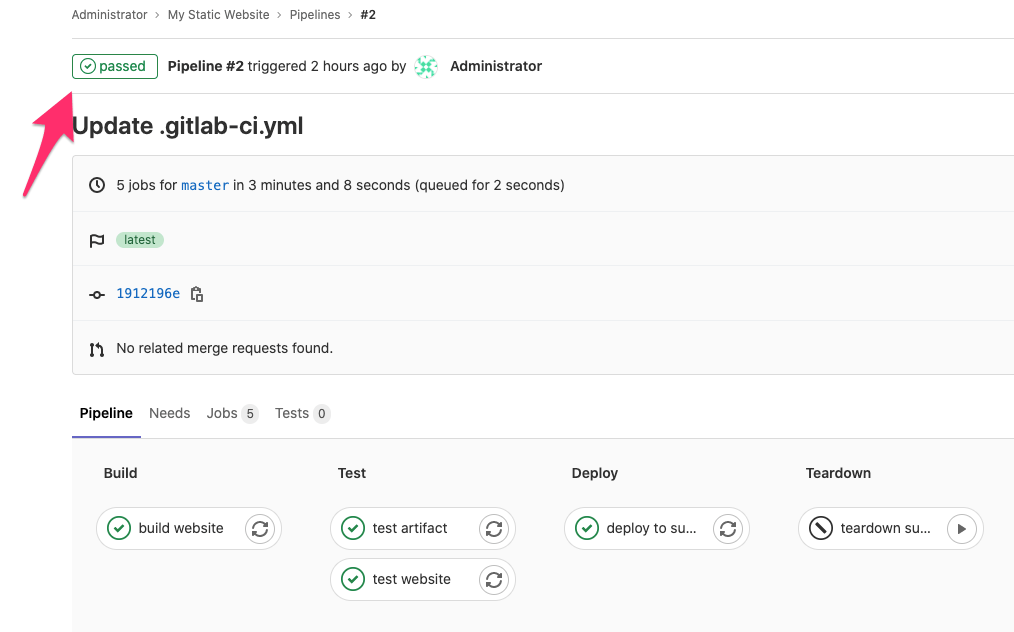 Administrator › My Static Website › Pipelines › #2
passed Pipeline #2 triggered 2 hours ago by Administrator
Update .gitlab-ci.yml
5 jobs for master in 3 minutes and 8 seconds (queued for 2 seconds)
latest
1912196e
No related merge requests found.
Pipeline Needs Jobs 5 Tests 0
Build Test Deploy Teardown
build website test artifact deploy to su... teardown su...
test website